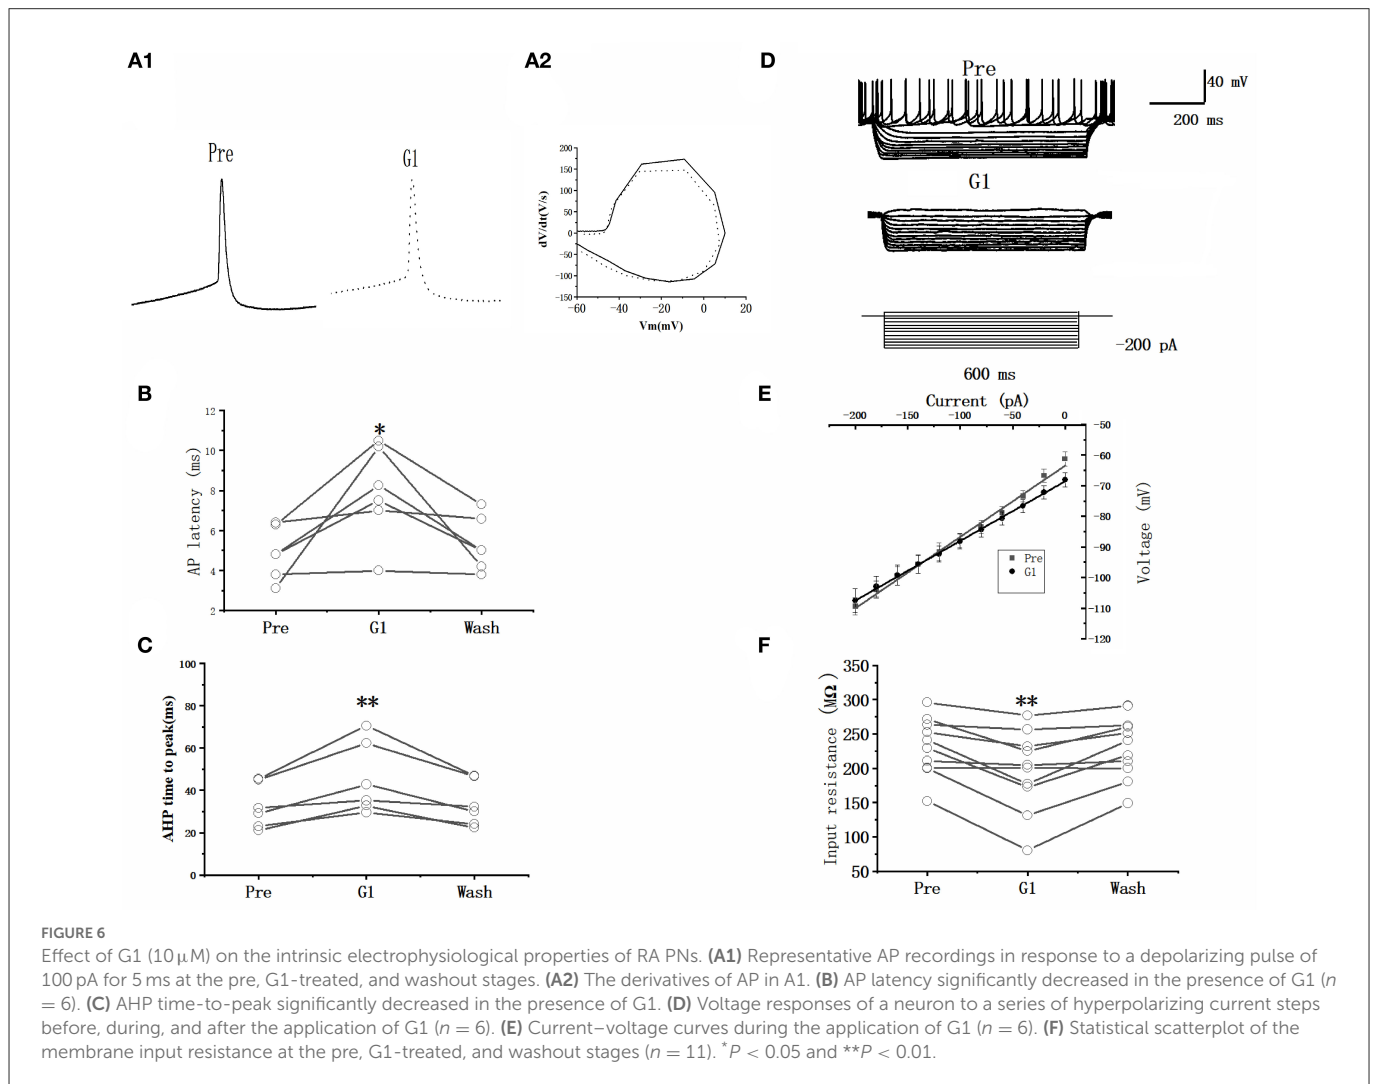 A1
Pre
G1
A2
200
150
100
50
0
-50
-100
-150
dV/dt(V/s)
-60 -40 -20 0 20
Vm(mV)
D
Pre
40 mV
200 ms
G1
-200 pA
600 ms
B
12
10
8
6
4
2
AP latency (ms)
*
Pre G1 Wash
E
Current (pA)
-200 -150 -100 -50 0
-50
-60
-70
-80
-90
-100
-110
-120
Voltage (mV)
Pre
G1
C
100
80
60
40
20
0
AHP time to peak(ms)
**
Pre G1 Wash
F
350
300
250
200
150
100
50
Input resistance (MΩ)
**
Pre G1 Wash
FIGURE 6
Effect of G1 (10 μM) on the intrinsic electrophysiological properties of RA PNs. (A1) Representative AP recordings in response to a depolarizing pulse of
100 pA for 5 ms at the pre, G1-treated, and washout stages. (A2) The derivatives of AP in A1. (B) AP latency significantly decreased in the presence of G1 (n
= 6). (C) AHP time-to-peak significantly decreased in the presence of G1. (D) Voltage responses of a neuron to a series of hyperpolarizing current steps
before, during, and after the application of G1 (n = 6). (E) Current–voltage curves during the application of G1 (n = 6). (F) Statistical scatterplot of the
membrane input resistance at the pre, G1-treated, and washout stages (n = 11). *P < 0.05 and **P < 0.01.